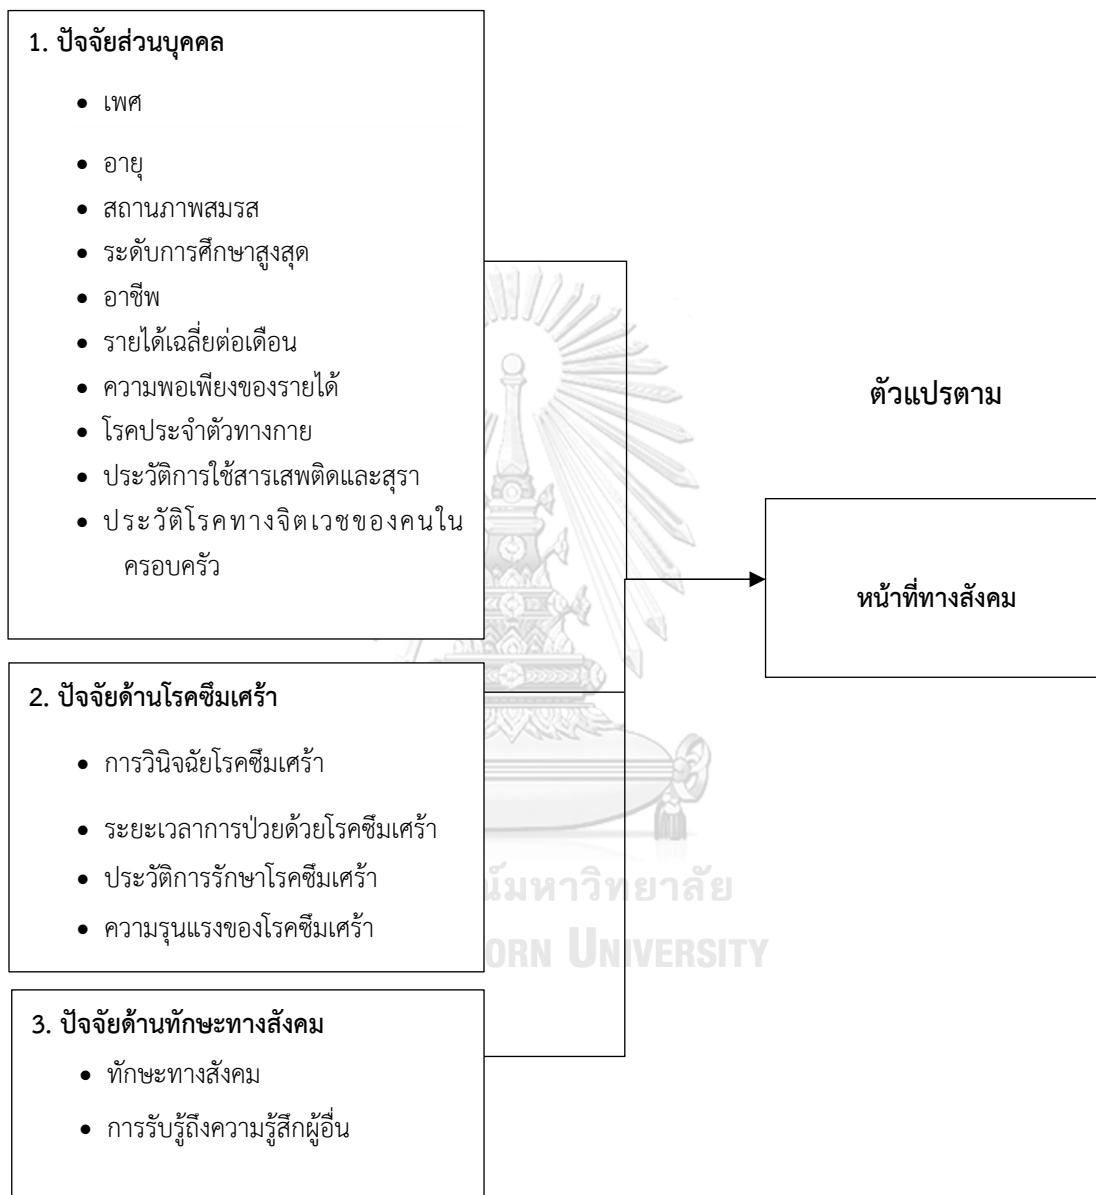 1. ปัจจัยส่วนบุคคล
• เพศ
• อายุ
• สถานภาพสมรส
• ระดับการศึกษาสูงสุด
• อาชีพ
• รายได้เฉลี่ยต่อเดือน
• ความพอเพียงของรายได้
• โรคประจำตัวทางกาย
• ประวัติการใช้สารเสพติดและสุรา
• ประวัติโรคทางจิตเวชของคนใน
ครอบครัว
ตัวแปรตาม
หน้าที่ทางสังคม
2. ปัจจัยด้านโรคซึมเศร้า
• การวินิจฉัยโรคซึมเศร้า
• ระยะเวลาการป่วยด้วยโรคซึมเศร้า
• ประวัติการรักษาโรคซึมเศร้า
• ความรุนแรงของโรคซึมเศร้า
มหาวิทยาลัย
ORN UNIVERSITY
3. ปัจจัยด้านทักษะทางสังคม
• ทักษะทางสังคม
• การรับรู้ถึงความรู้สึกผู้อื่น